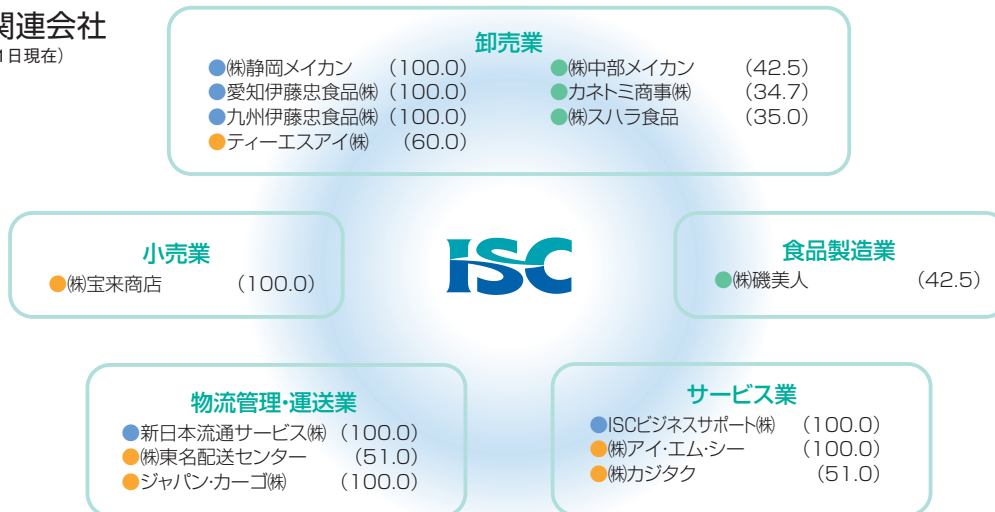 関連会社
1日現在）
卸売業
●㈱静岡メイカン （100.0）
●愛知伊藤忠食品㈱（100.0）
●九州伊藤忠食品㈱（100.0）
●ティーエスアイ㈱ （60.0）
●㈱中部メイカン （42.5）
●カネトミ商事㈱ （34.7）
●㈱スハラ食品 （35.0）
小売業
●㈱宝来商店 （100.0）
ISC
食品製造業
●㈱磯美人 （42.5）
物流管理・運送業
●新日本流通サービス㈱（100.0）
●㈱東名配送センター （51.0）
●ジャパン・カーゴ㈱ （100.0）
サービス業
●ISCビジネスサポート㈱ （100.0）
●㈱アイ・エム・シー （100.0）
●㈱カジタク （51.0）